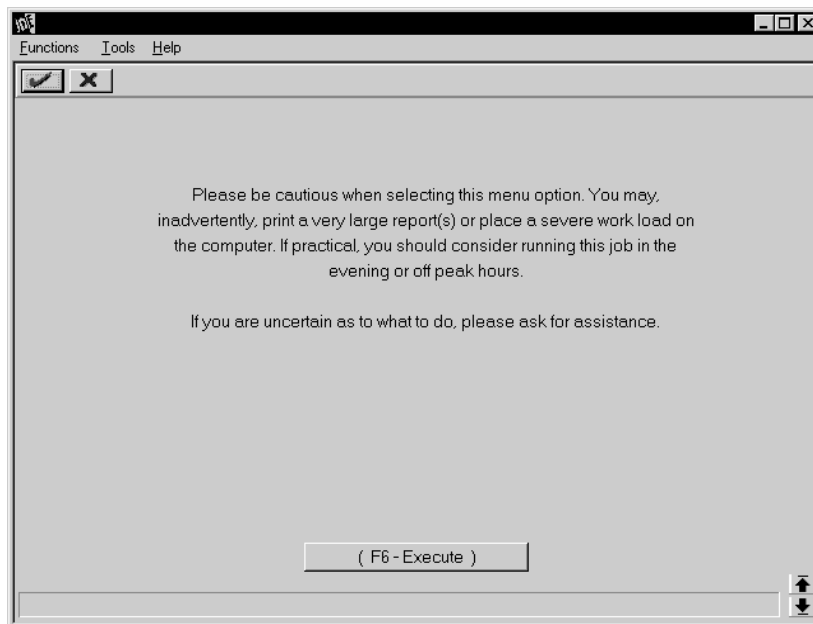 JDE
Functions Tools Help
Please be cautious when selecting this menu option. You may,
inadvertently, print a very large report(s) or place a severe work load on
the computer. If practical, you should consider running this job in the
evening or off peak hours.
If you are uncertain as to what to do, please ask for assistance.
( F6 - Execute )